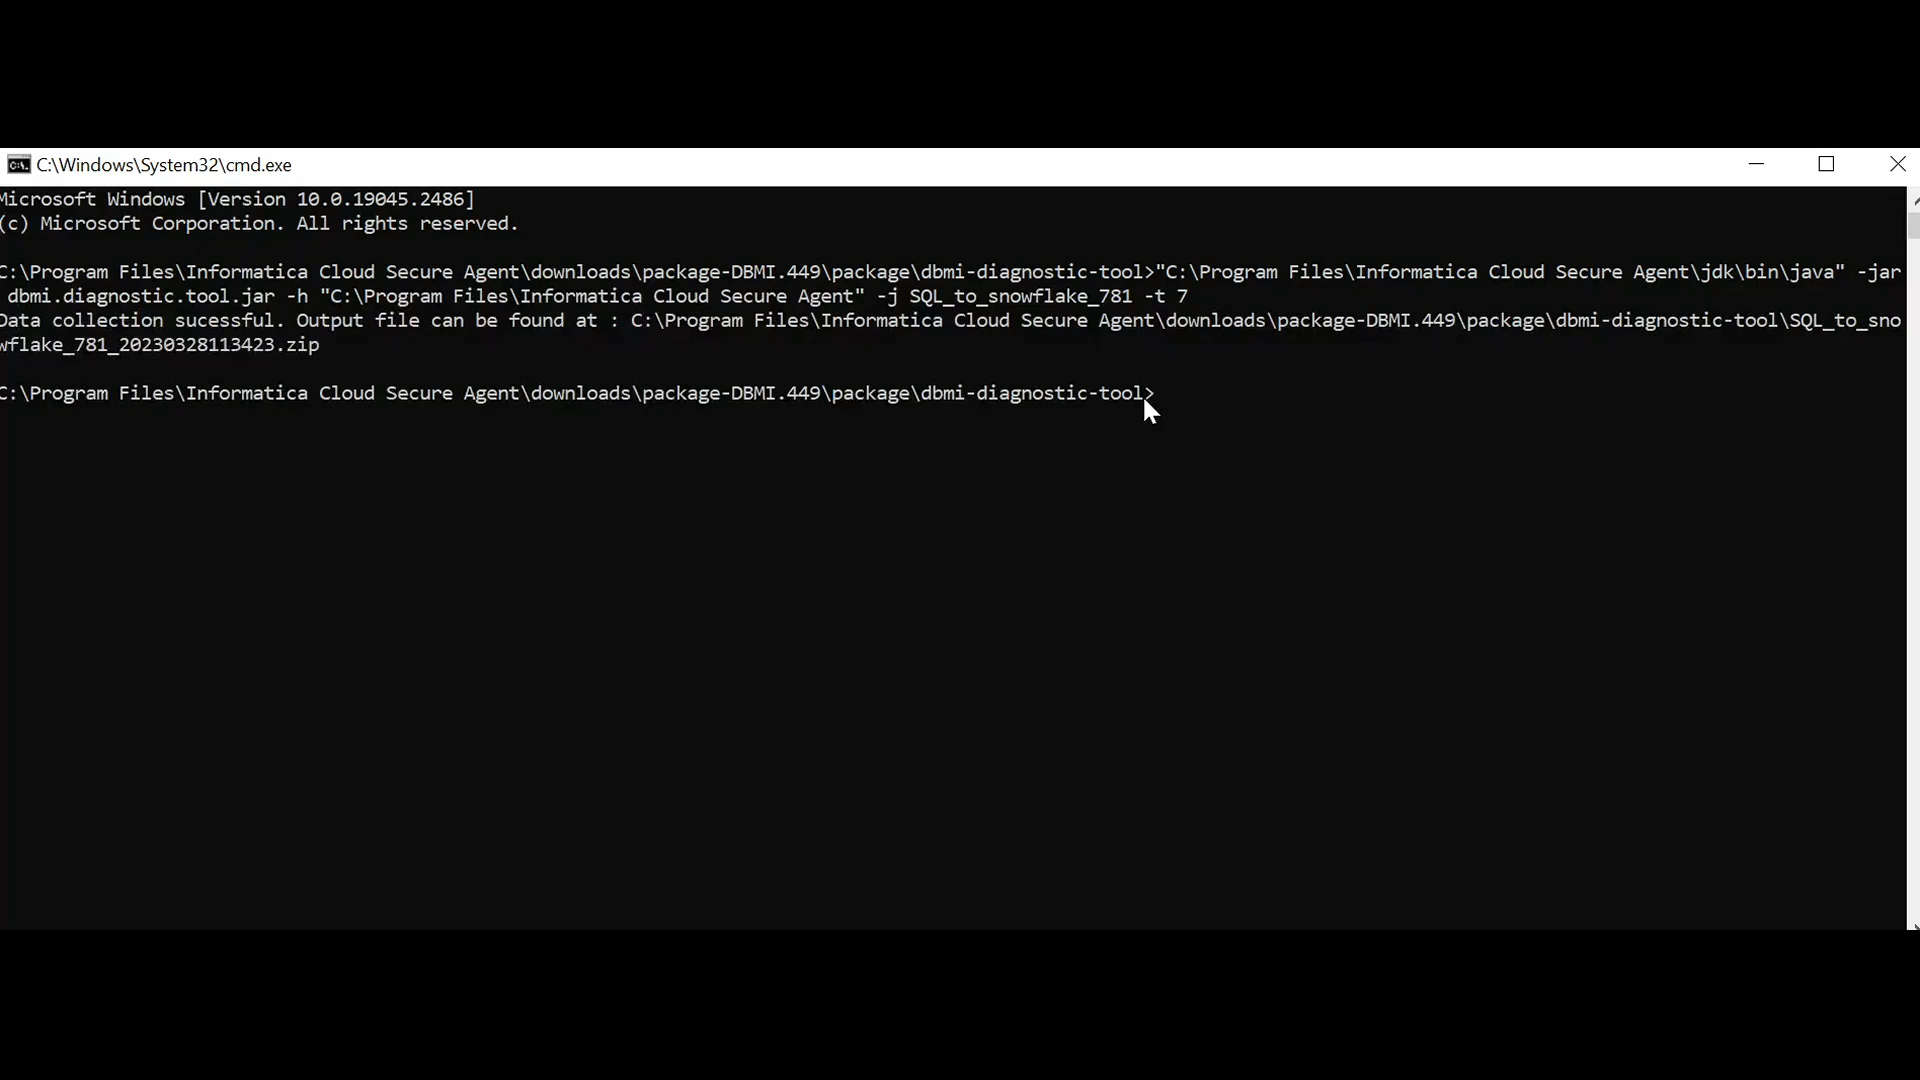 C:\Windows\System32\cmd.exe
Microsoft Windows [Version 10.0.19045.2486]
(c) Microsoft Corporation. All rights reserved.
C:\Program Files\Informatica Cloud Secure Agent\downloads\package-DBMI.449\package\dbmi-diagnostic-tool>"C:\Program Files\Informatica Cloud Secure Agent\jdk\bin\java" -jar
dbmi.diagnostic.tool.jar -h "C:\Program Files\Informatica Cloud Secure Agent" -j SQL_to_snowflake_781 -t 7
Data collection sucessful. Output file can be found at : C:\Program Files\Informatica Cloud Secure Agent\downloads\package-DBMI.449\package\dbmi-diagnostic-tool\SQL_to_sno
wflake_781_20230328113423.zip
C:\Program Files\Informatica Cloud Secure Agent\downloads\package-DBMI.449\package\dbmi-diagnostic-tool>